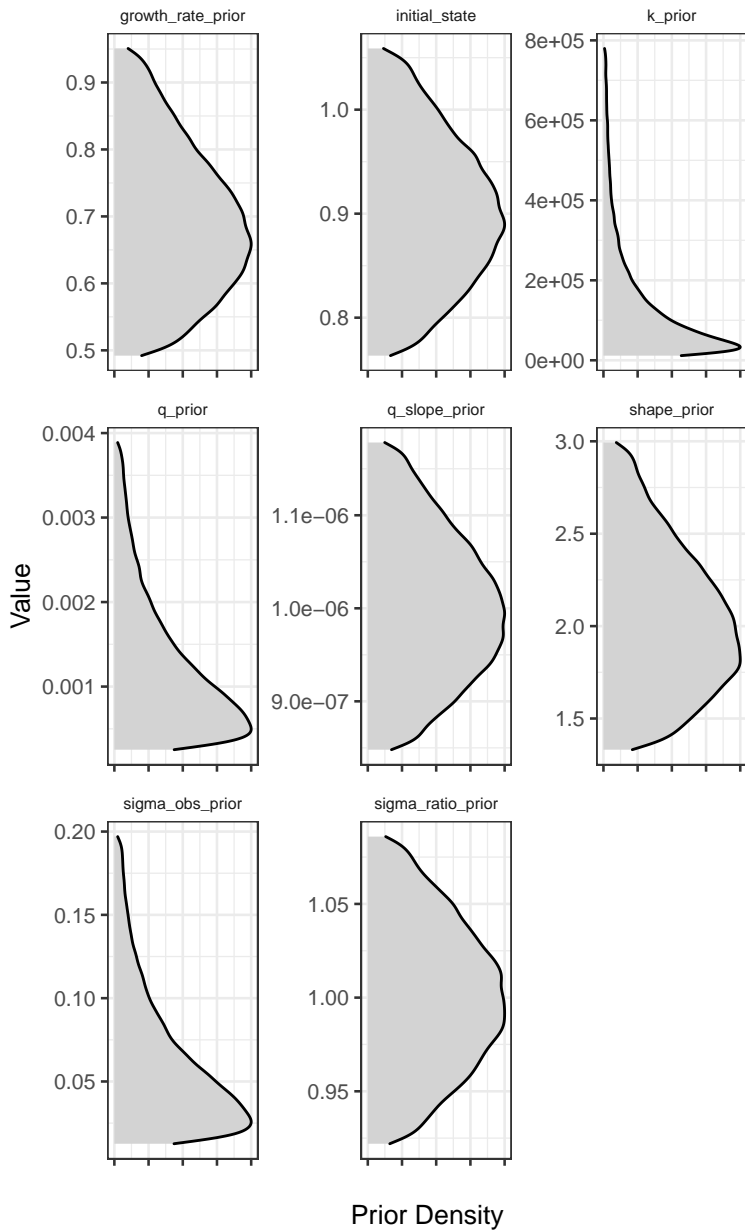 growth_rate_prior
initial_state
k_prior
0.9
0.8
0.7
0.6
0.5
1.0
0.9
0.8
8e+05
6e+05
4e+05
2e+05
0e+00
q_prior
q_slope_prior
shape_prior
0.004
0.003
0.002
0.001
1.1e−06
1.0e−06
9.0e−07
3.0
2.5
2.0
1.5
Value
sigma_obs_prior
sigma_ratio_prior
0.20
0.15
0.10
0.05
1.05
1.00
0.95
Prior Density